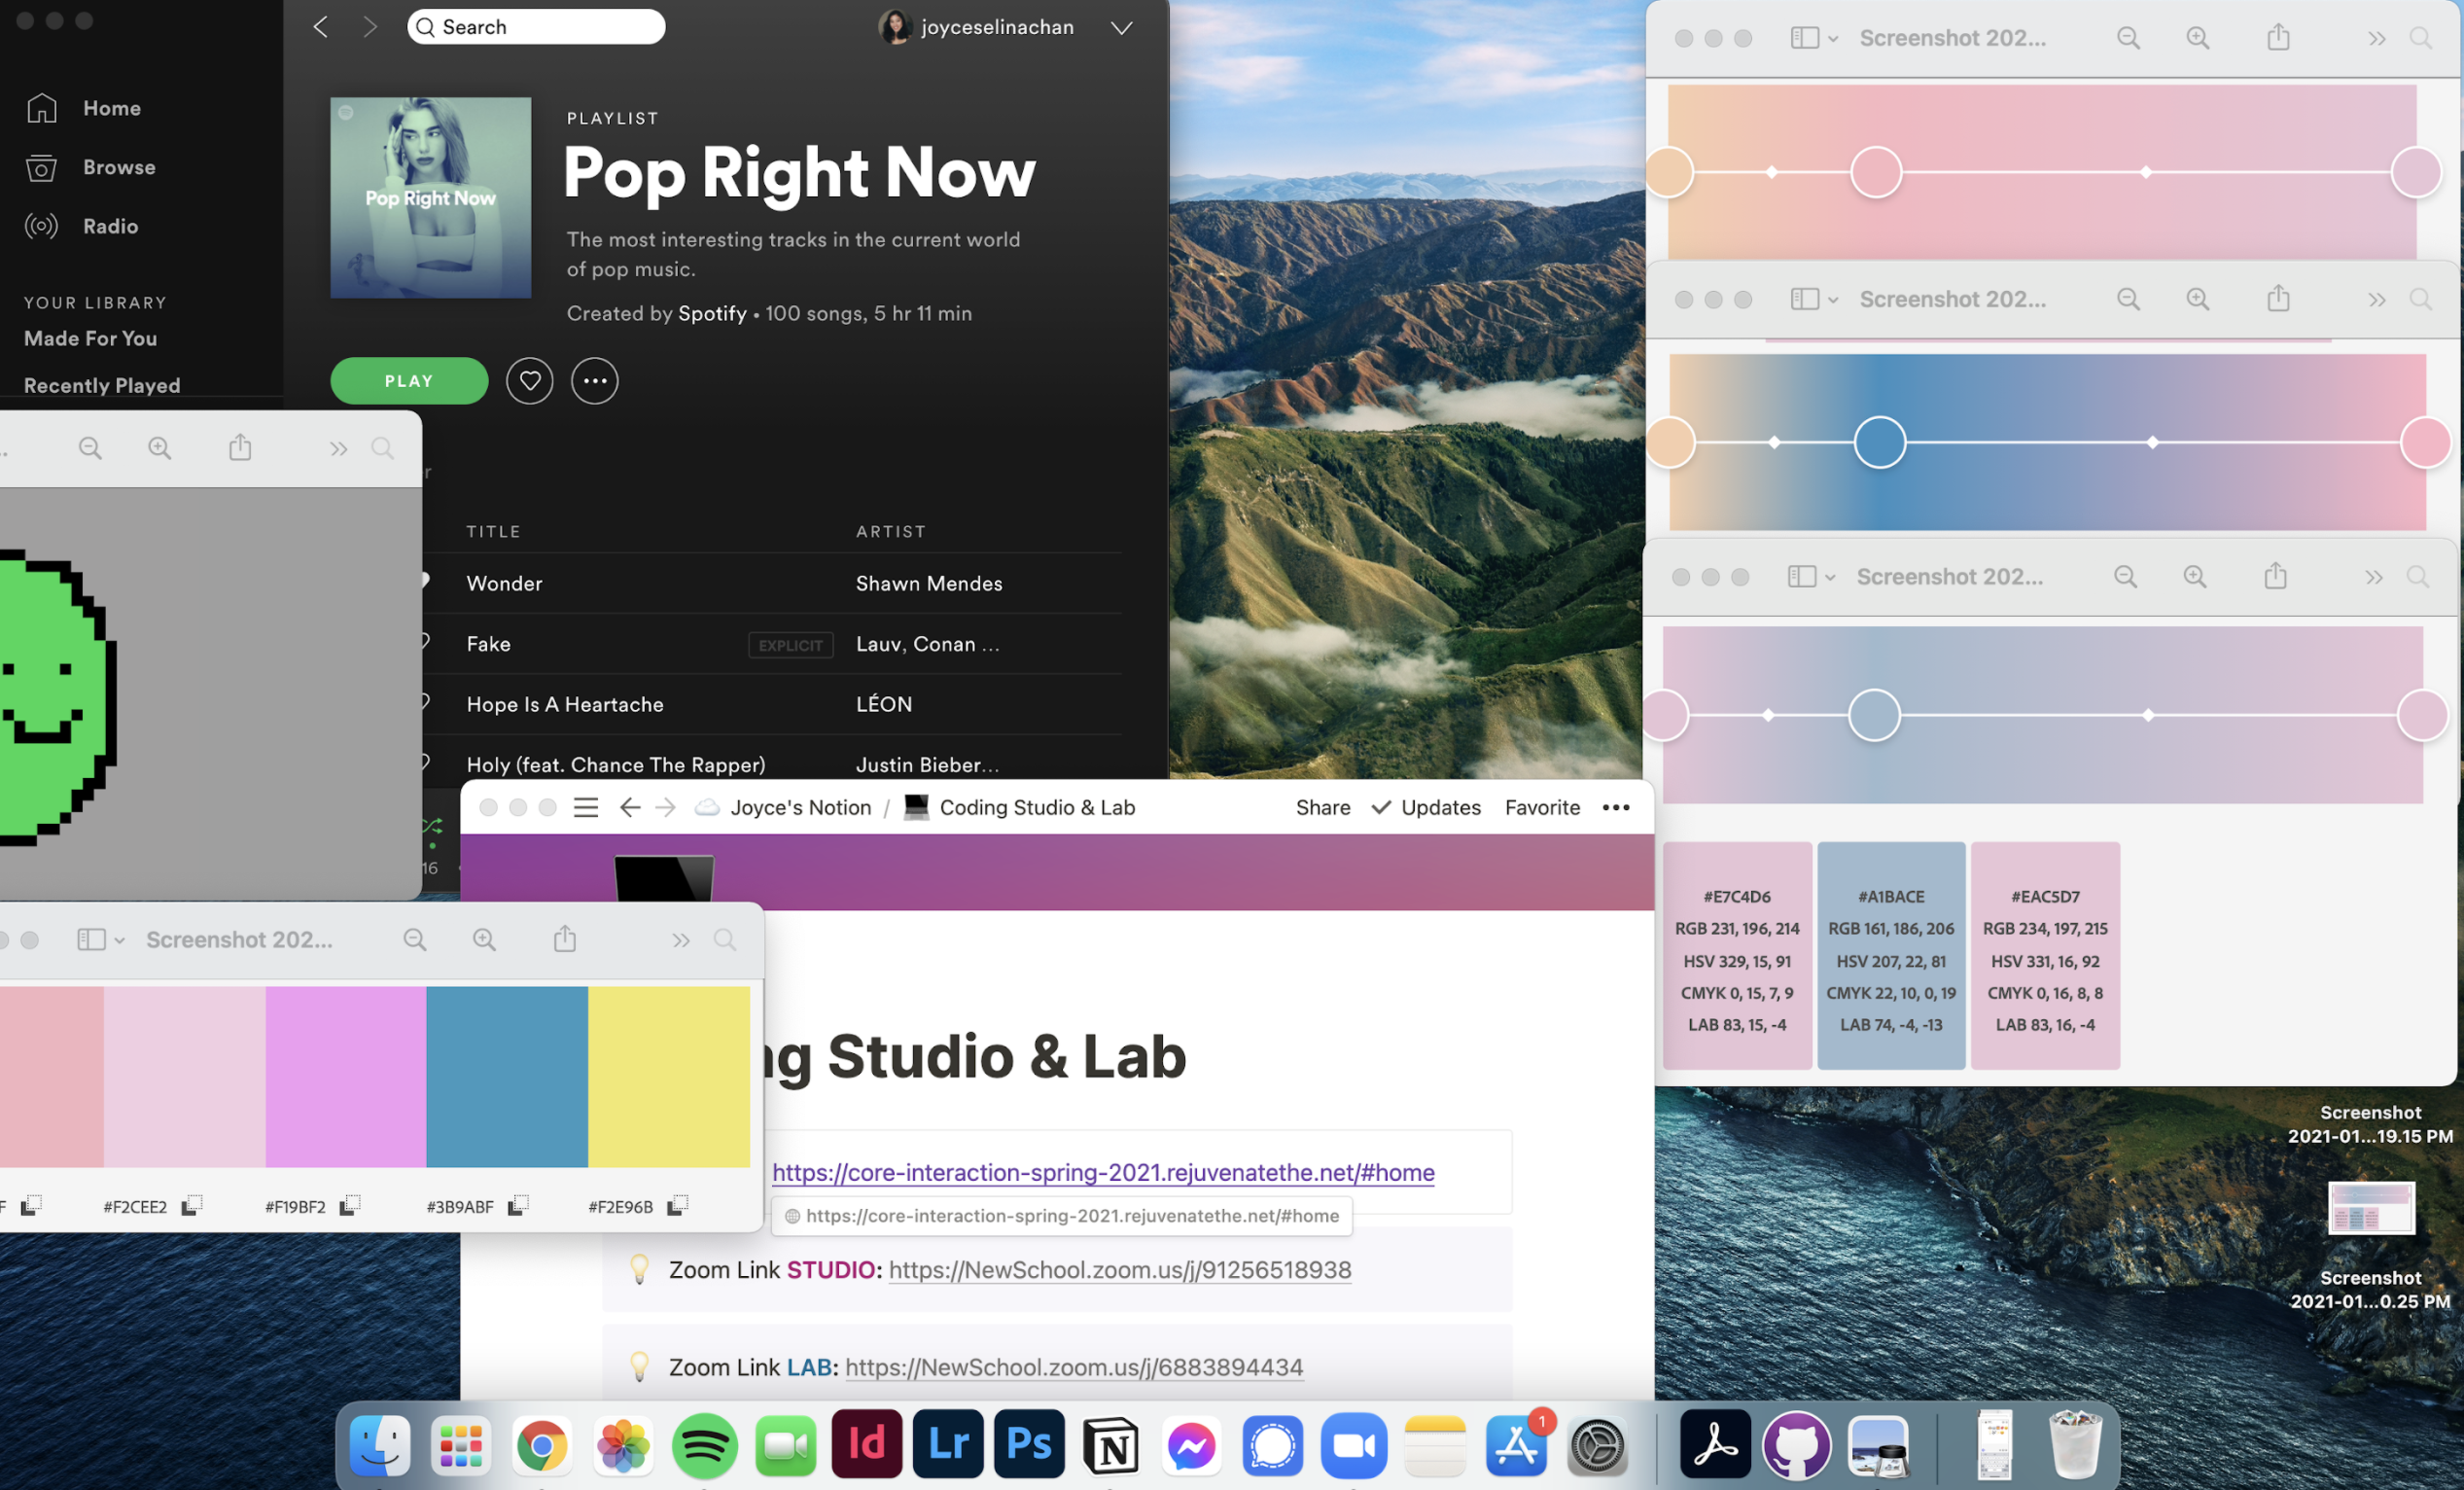 Search
joyceselinachan
Home
Browse
Radio
YOUR LIBRARY
Made For You
Recently Played
Pop Right Now
PLAYLIST
Pop Right Now
The most interesting tracks in the current world
of pop music.
Created by Spotify • 100 songs, 5 hr 11 min
PLAY
TITLE ARTIST
Wonder Shawn Mendes
Fake EXPLICIT Lauv, Conan ...
Hope Is A Heartache LÉON
Holy (feat. Chance The Rapper) Justin Bieber...
16
Screenshot 202...
Screenshot 202...
Screenshot 202...
#E7C4D6
RGB 231, 196, 214
HSV 329, 15, 91
CMYK 0, 15, 7, 9
LAB 83, 15, -4
#A1BACE
RGB 161, 186, 206
HSV 207, 22, 81
CMYK 22, 10, 0, 19
LAB 74, -4, -13
#EAC5D7
RGB 234, 197, 215
HSV 331, 16, 92
CMYK 0, 16, 8, 8
LAB 83, 16, -4
Joyce's Notion / Coding Studio & Lab
Share Updates Favorite •••
ng Studio & Lab
https://core-interaction-spring-2021.rejuvenatethe.net/#home
https://core-interaction-spring-2021.rejuvenatethe.net/#home
Zoom Link STUDIO: https://NewSchool.zoom.us/j/91256518938
Zoom Link LAB: https://NewSchool.zoom.us/j/6883894434
Screenshot 202...
F #F2CEE2 #F19BF2 #3B9ABF #F2E96B
Screenshot
2021-01...19.15 PM
Screenshot
2021-01...0.25 PM
Id Lr Ps N 1